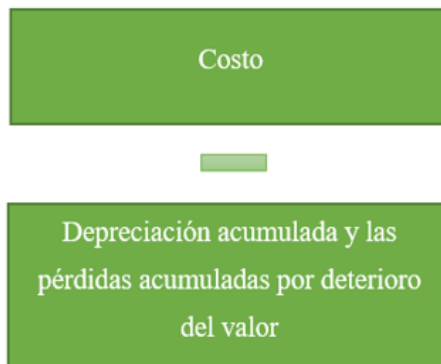 Costo
Depreciación acumulada y las
pérdidas acumuladas por deterioro
del valor